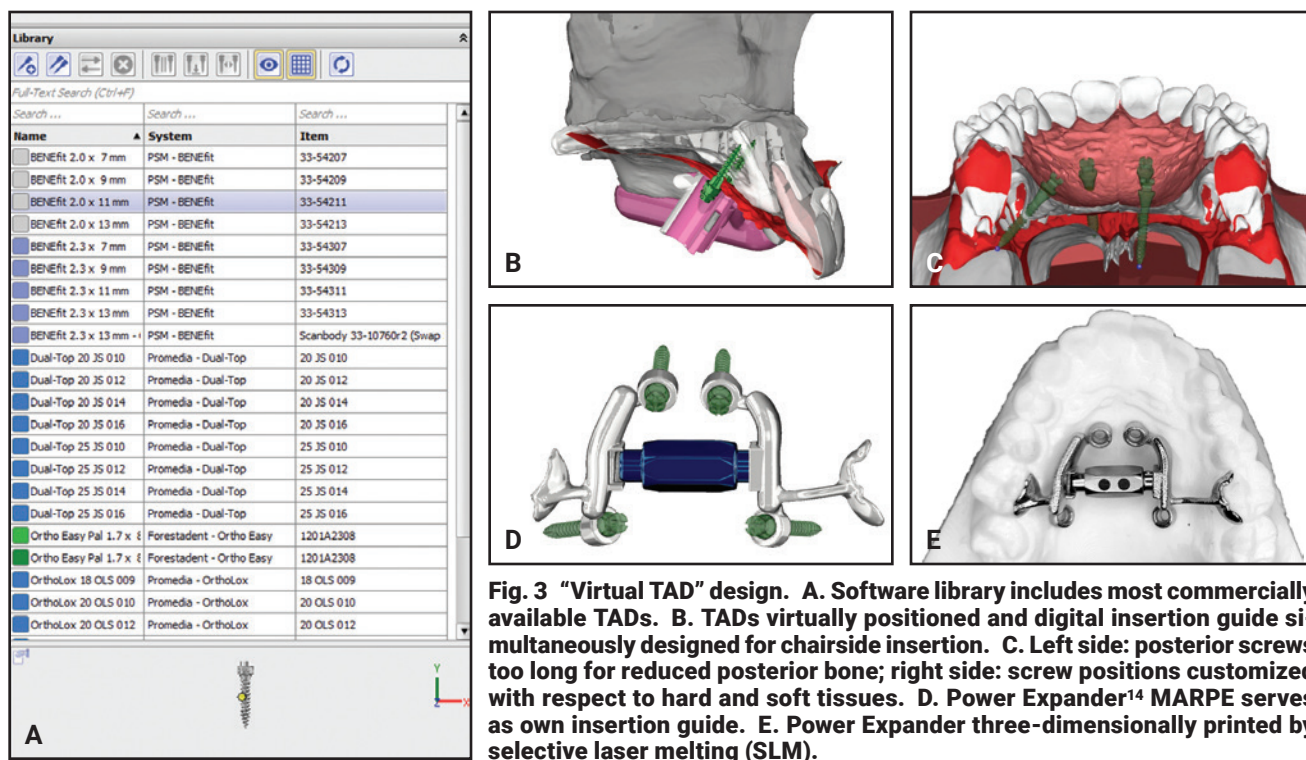 Library
Full-Text Search (Ctrl+F)
Search ... Search ... Search ...
Name System Item
BENEfit 2.0 x 7 mm PSM - BENEfit 33-54207
BENEfit 2.0 x 9 mm PSM - BENEfit 33-54209
BENEfit 2.0 x 11 mm PSM - BENEfit 33-54211
BENEfit 2.0 x 13 mm PSM - BENEfit 33-54213
BENEfit 2.3 x 7 mm PSM - BENEfit 33-54307
BENEfit 2.3 x 9 mm PSM - BENEfit 33-54309
BENEfit 2.3 x 11 mm PSM - BENEfit 33-54311
BENEfit 2.3 x 13 mm PSM - BENEfit 33-54313
BENEfit 2.3 x 13 mm - PSM - BENEfit Scanbody 33-10760r2 (Swap
Dual-Top 20 JS 010 Promedia - Dual-Top 20 JS 010
Dual-Top 20 JS 012 Promedia - Dual-Top 20 JS 012
Dual-Top 20 JS 014 Promedia - Dual-Top 20 JS 014
Dual-Top 20 JS 016 Promedia - Dual-Top 20 JS 016
Dual-Top 25 JS 010 Promedia - Dual-Top 25 JS 010
Dual-Top 25 JS 012 Promedia - Dual-Top 25 JS 012
Dual-Top 25 JS 014 Promedia - Dual-Top 25 JS 014
Dual-Top 25 JS 016 Promedia - Dual-Top 25 JS 016
Ortho Easy Pal 1.7 x Forestadent - Ortho Easy 1201A2308
Ortho Easy Pal 1.7 x Forestadent - Ortho Easy 1201A2308
OrthoLox 18 OLS 009 Promedia - OrthoLox 18 OLS 009
OrthoLox 20 OLS 010 Promedia - OrthoLox 20 OLS 010
OrthoLox 20 OLS 012 Promedia - OrthoLox 20 OLS 012
Y
X
A
B
C
D
E
Fig. 3 “Virtual TAD” design. A. Software library includes most commercially
available TADs. B. TADs virtually positioned and digital insertion guide si-
multaneously designed for chairside insertion. C. Left side: posterior screws
too long for reduced posterior bone; right side: screw positions customized
with respect to hard and soft tissues. D. Power Expander¹⁴ MARPE serves
as own insertion guide. E. Power Expander three-dimensionally printed by
selective laser melting (SLM).